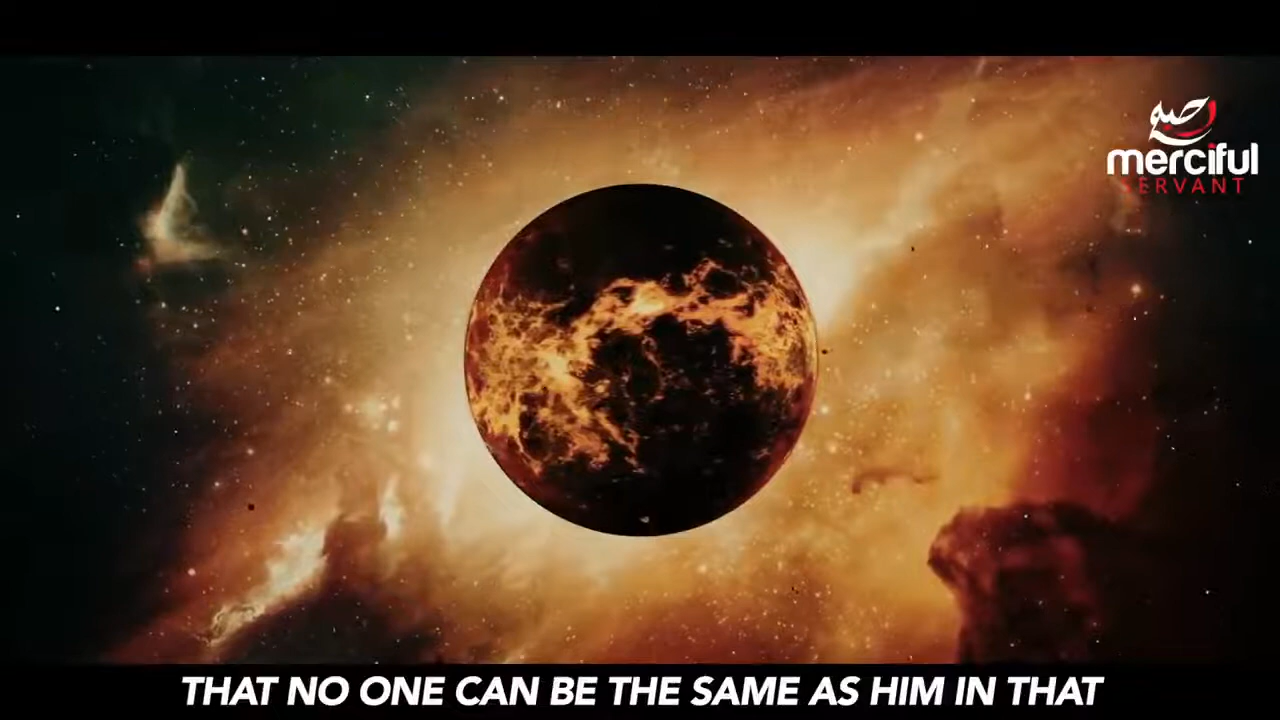 merciful
SERVANT
THAT NO ONE CAN BE THE SAME AS HIM IN THAT